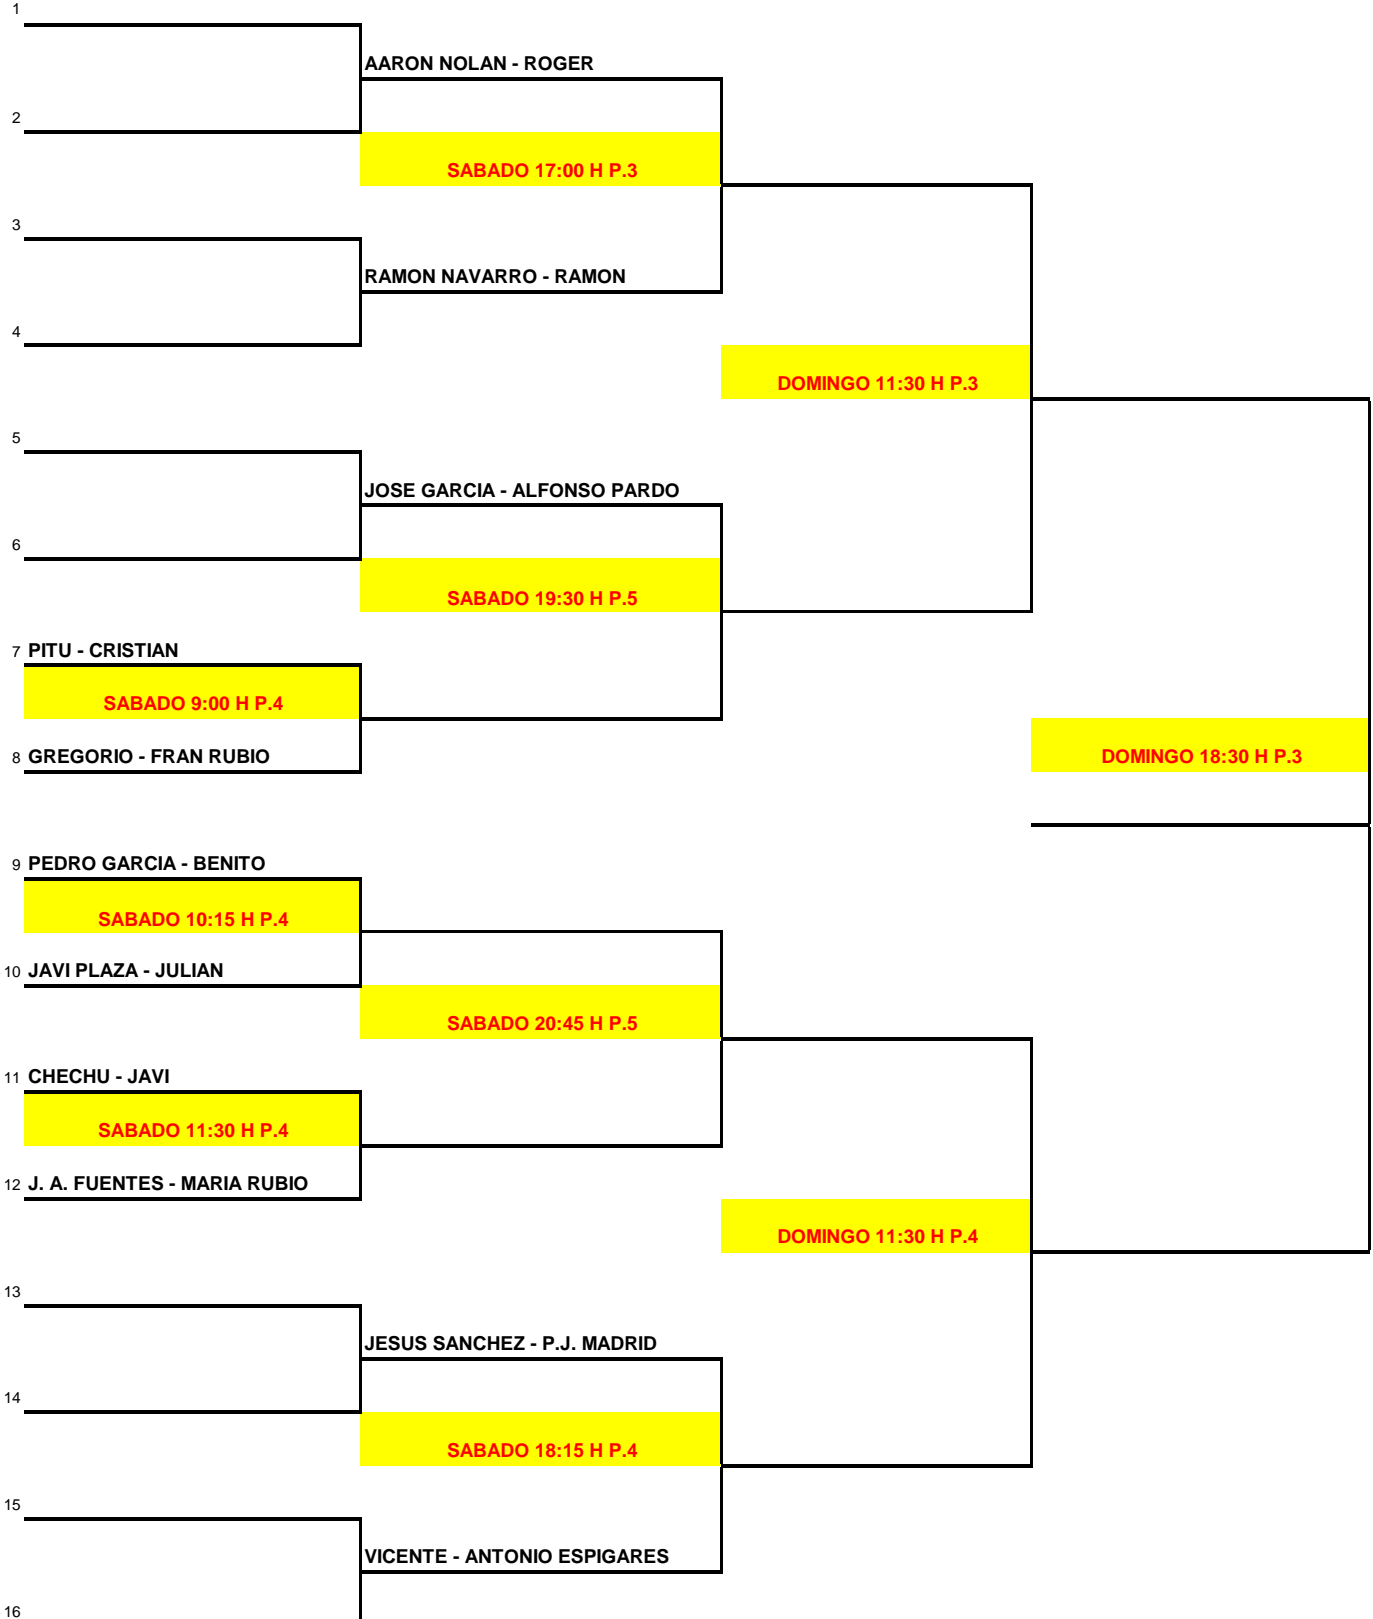 1
AARON NOLAN - ROGER
2
SABADO 17:00 H P.3
3
RAMON NAVARRO - RAMON
4
DOMINGO 11:30 H P.3
5
JOSE GARCIA - ALFONSO PARDO
6
SABADO 19:30 H P.5
7 PITU - CRISTIAN
SABADO 9:00 H P.4
8 GREGORIO - FRAN RUBIO
DOMINGO 18:30 H P.3
9 PEDRO GARCIA - BENITO
SABADO 10:15 H P.4
10 JAVI PLAZA - JULIAN
SABADO 20:45 H P.5
11 CHECHU - JAVI
SABADO 11:30 H P.4
12 J. A. FUENTES - MARIA RUBIO
DOMINGO 11:30 H P.4
13
JESUS SANCHEZ - P.J. MADRID
14
SABADO 18:15 H P.4
15
VICENTE - ANTONIO ESPIGARES
16